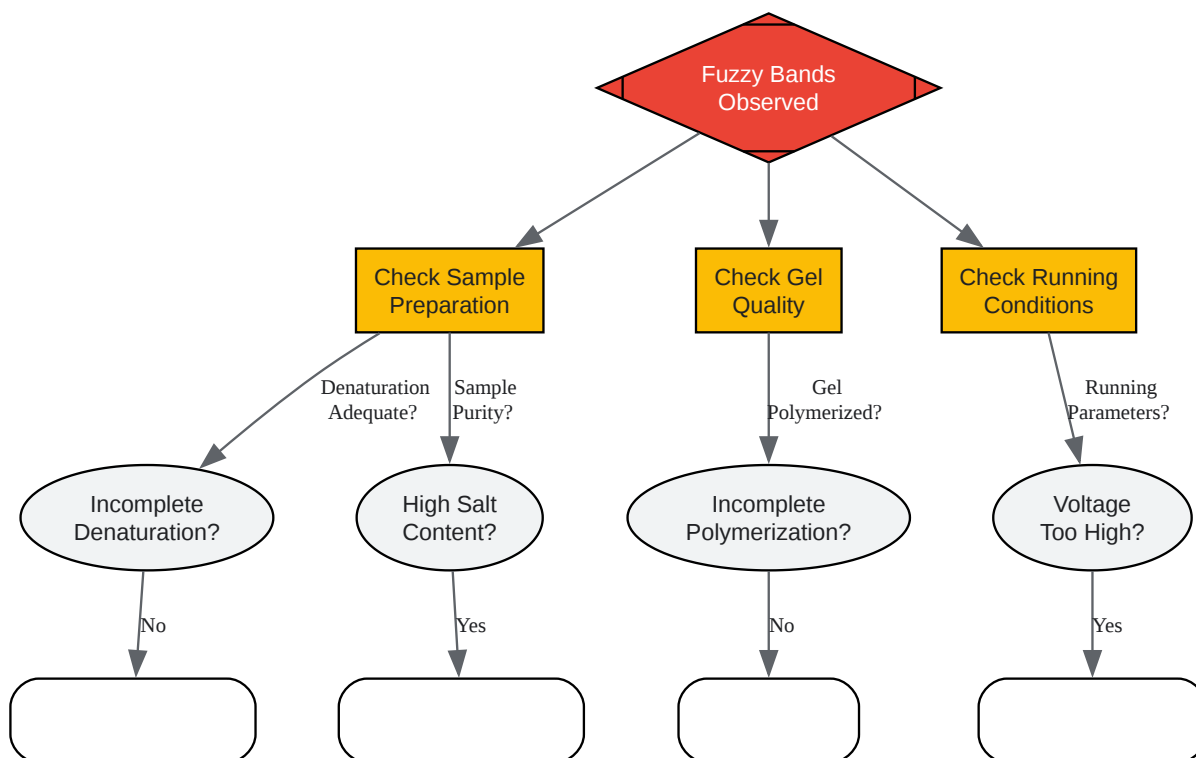 Fuzzy Bands
Observed
Check Sample
Preparation
Check Gel
Quality
Check Running
Conditions
Denaturation
Adequate?
Sample
Purity?
Gel
Polymerized?
Running
Parameters?
Incomplete
Denaturation?
High Salt
Content?
Incomplete
Polymerization?
Voltage
Too High?
No
Yes
No
Yes